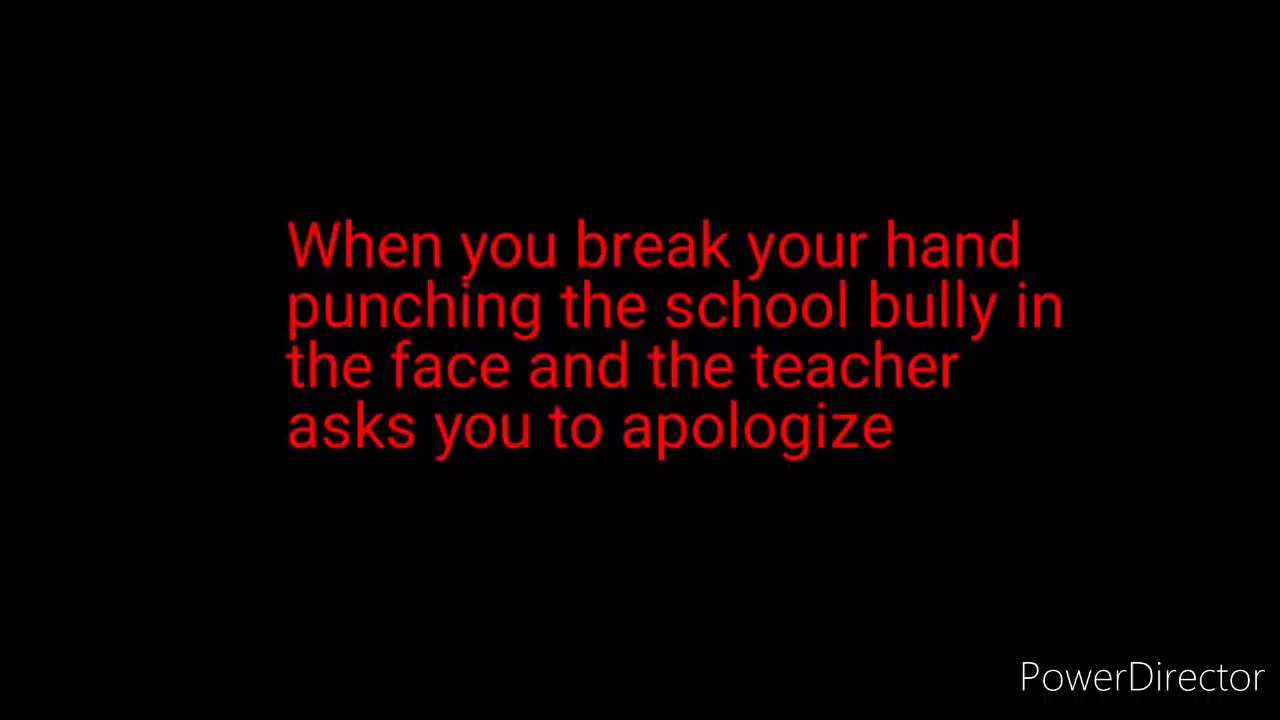 When you break your hand
punching the school bully in
the face and the teacher
asks you to apologize
PowerDirector